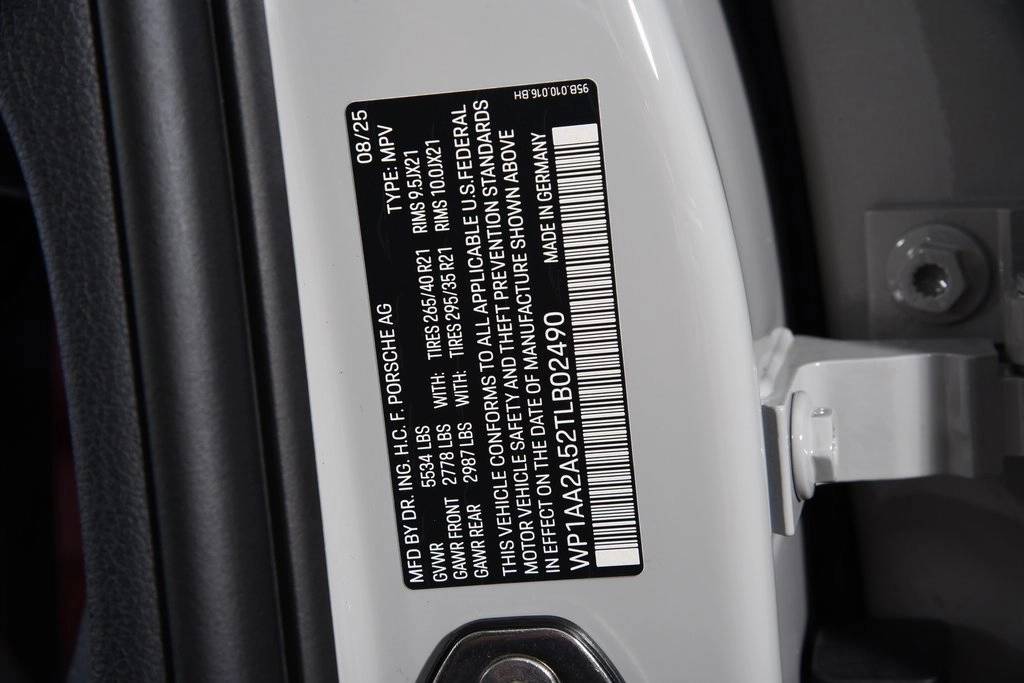 MFD BY DR. ING. H.C. F. PORSCHE AG 08/25
GVWR 5534 LBS TYPE: MPV
GAWR FRONT 2778 LBS WITH: TIRES 265/40 R21 RIMS 9.5JX21
GAWR REAR 2987 LBS WITH: TIRES 295/35 R21 RIMS 10.0JX21
THIS VEHICLE CONFORMS TO ALL APPLICABLE U.S.FEDERAL
MOTOR VEHICLE SAFETY AND THEFT PREVENTION STANDARDS
IN EFFECT ON THE DATE OF MANUFACTURE SHOWN ABOVE
WP1AA2A52TLB02490 MADE IN GERMANY
95B.010.016.BH